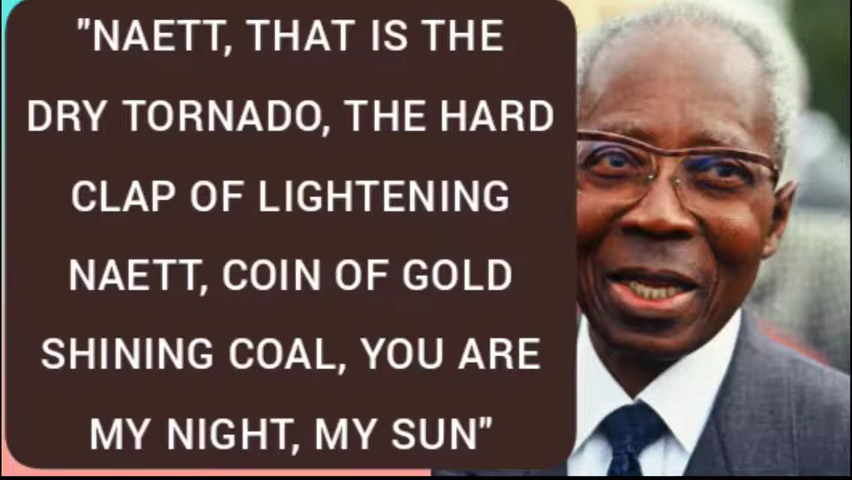 "NAETT, THAT IS THE
DRY TORNADO, THE HARD
CLAP OF LIGHTENING
NAETT, COIN OF GOLD
SHINING COAL, YOU ARE
MY NIGHT, MY SUN"